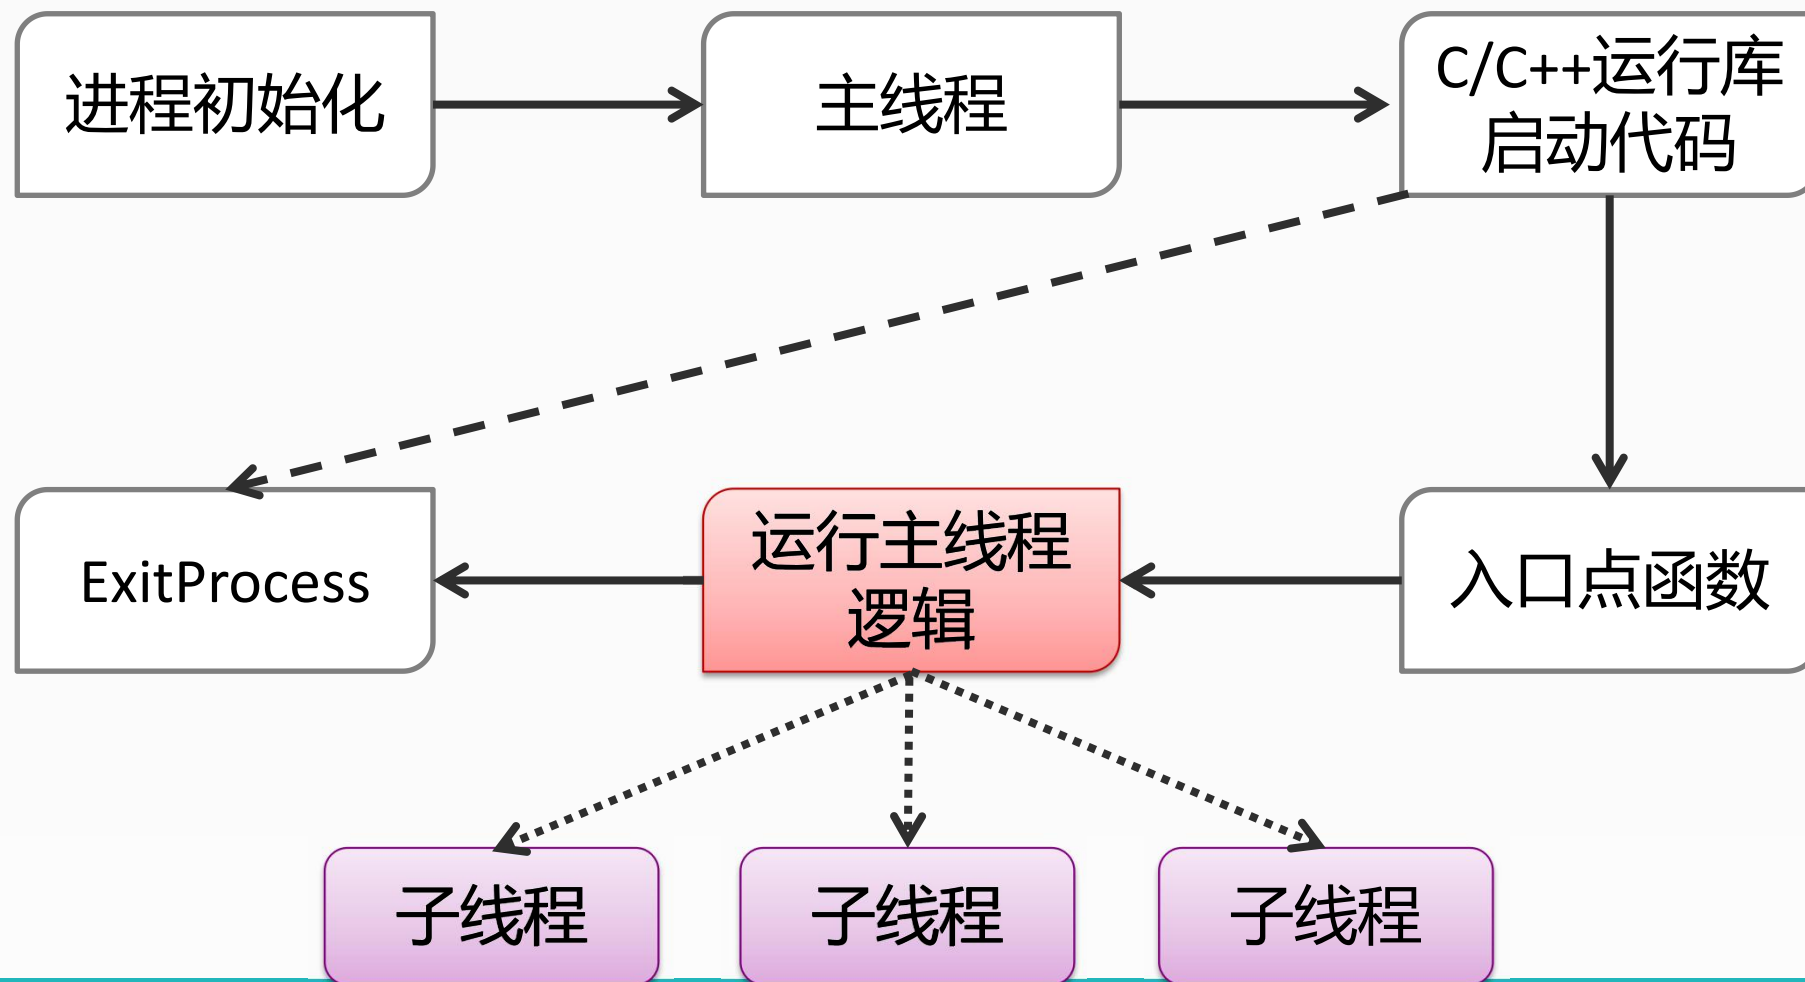 进程初始化
主线程
C/C++运行库
启动代码
ExitProcess
运行主线程
逻辑
入口点函数
子线程
子线程
子线程